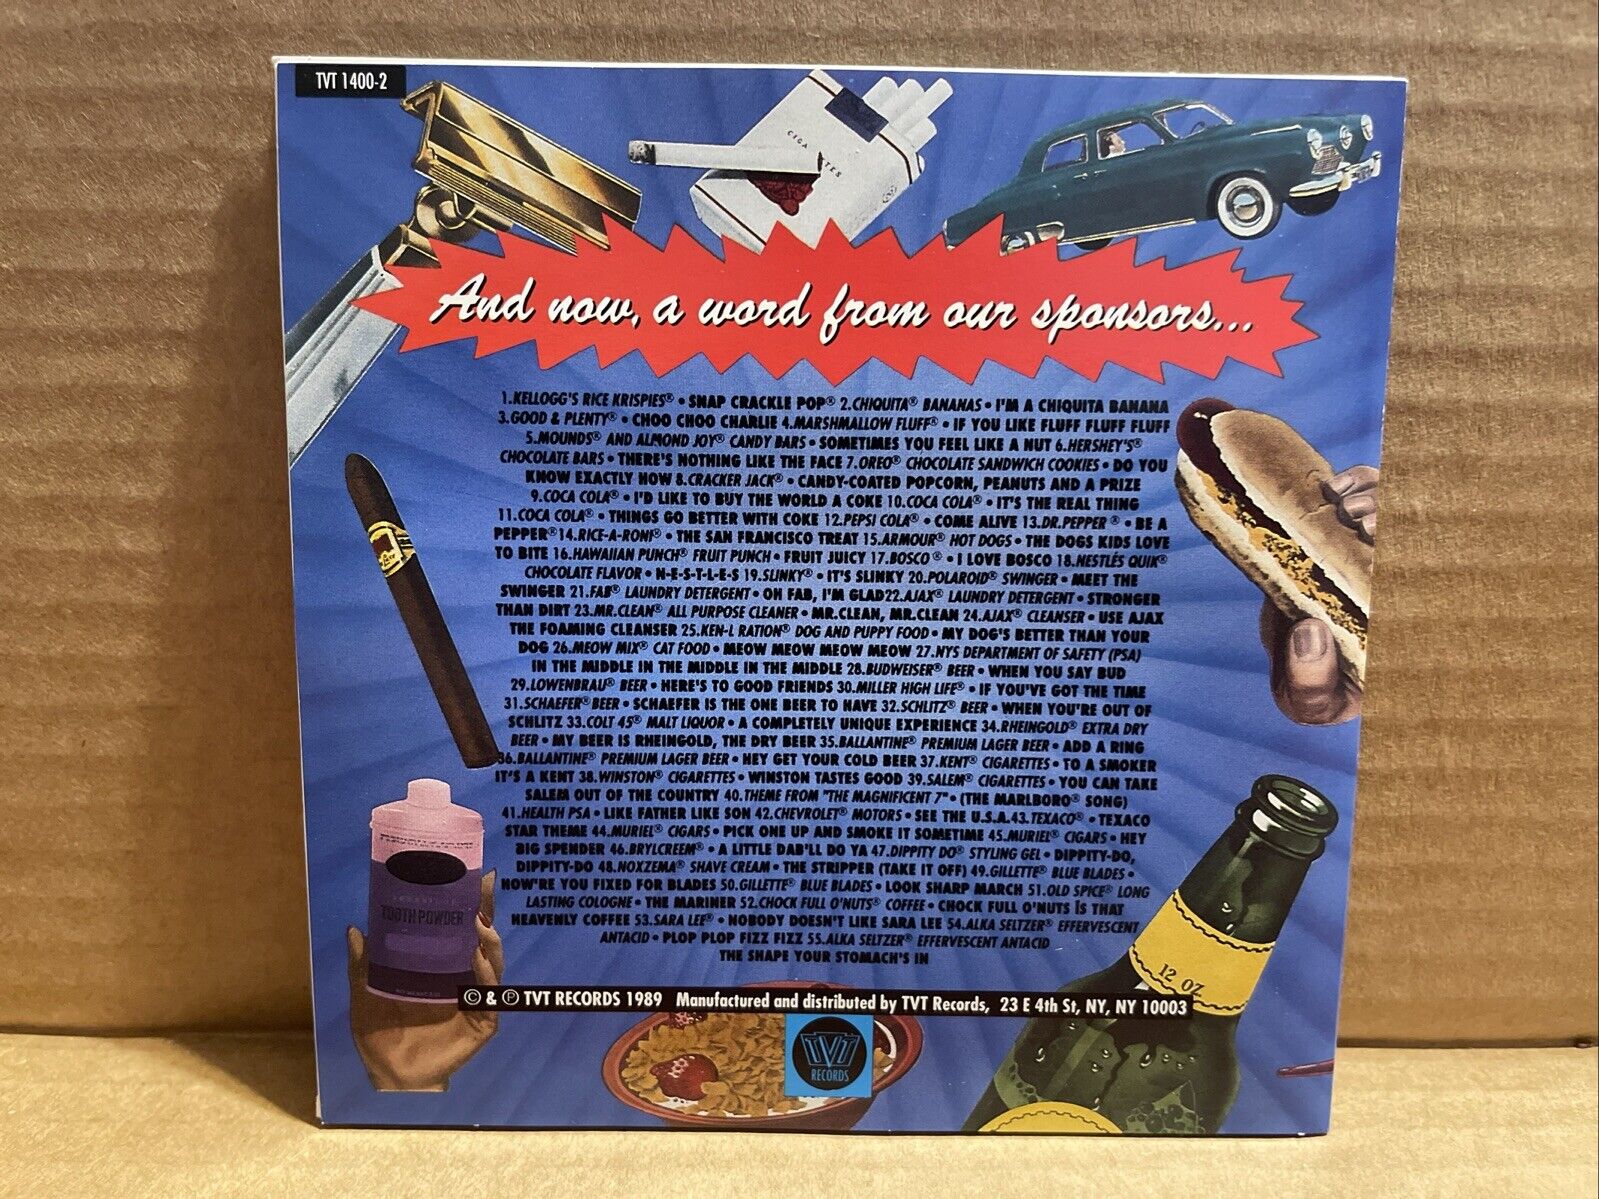 TVT 1400-2
CIGA TES
And now, a word from our sponsors...
1.KELLOGG'S RICE KRISPIES® • SNAP CRACKLE POP® 2.CHIQUITA® BANANAS • I'M A CHIQUITA BANANA
3.GOOD & PLENTY® • CHOO CHOO CHARLIE 4.MARSHMALLOW FLUFF® • IF YOU LIKE FLUFF FLUFF FLUFF
5.MOUNDS® AND ALMOND JOY® CANDY BARS • SOMETIMES YOU FEEL LIKE A NUT 6.HERSHEY'S®
CHOCOLATE BARS • THERE'S NOTHING LIKE THE FACE 7.OREO® CHOCOLATE SANDWICH COOKIES • DO YOU
KNOW EXACTLY HOW 8.CRACKER JACK® • CANDY-COATED POPCORN, PEANUTS AND A PRIZE
9.COCA COLA® • I'D LIKE TO BUY THE WORLD A COKE 10.COCA COLA® • IT'S THE REAL THING
11.COCA COLA® • THINGS GO BETTER WITH COKE 12.PEPSI COLA® • COME ALIVE 13.DR.PEPPER ® • BE A
PEPPER® 14.RICE-A-RONI® • THE SAN FRANCISCO TREAT 15.ARMOUR® HOT DOGS • THE DOGS KIDS LOVE
TO BITE 16.HAWAIIAN PUNCH® FRUIT PUNCH • FRUIT JUICY 17.BOSCO ® • I LOVE BOSCO 18.NESTLÉS QUIK®
CHOCOLATE FLAVOR • N-E-S-T-L-E-S 19.SLINKY® • IT'S SLINKY 20.POLAROID® SWINGER • MEET THE
SWINGER 21.FAB® LAUNDRY DETERGENT • OH FAB, I'M GLAD 22.AJAX® LAUNDRY DETERGENT • STRONGER
THAN DIRT 23.MR.CLEAN® ALL PURPOSE CLEANER • MR.CLEAN, MR.CLEAN 24.AJAX® CLEANSER • USE AJAX
THE FOAMING CLEANSER 25.KEN-L RATION® DOG AND PUPPY FOOD • MY DOG'S BETTER THAN YOUR
DOG 26.MEOW MIX® CAT FOOD • MEOW MEOW MEOW MEOW 27.NYS DEPARTMENT OF SAFETY (PSA)
IN THE MIDDLE IN THE MIDDLE IN THE MIDDLE 28.BUDWEISER® BEER • WHEN YOU SAY BUD
29.LOWENBRAU® BEER • HERE'S TO GOOD FRIENDS 30.MILLER HIGH LIFE® • IF YOU'VE GOT THE TIME
31.SCHAEFER® BEER • SCHAEFER IS THE ONE BEER TO HAVE 32.SCHLITZ® BEER • WHEN YOU'RE OUT OF
SCHLITZ 33.COLT 45® MALT LIQUOR • A COMPLETELY UNIQUE EXPERIENCE 34.RHEINGOLD® EXTRA DRY
BEER • MY BEER IS RHEINGOLD, THE DRY BEER 35.BALLANTINE® PREMIUM LAGER BEER • ADD A RING
36.BALLANTINE® PREMIUM LAGER BEER • HEY GET YOUR COLD BEER 37.KENT® CIGARETTES • TO A SMOKER
IT'S A KENT 38.WINSTON® CIGARETTES • WINSTON TASTES GOOD 39.SALEM® CIGARETTES • YOU CAN TAKE
SALEM OUT OF THE COUNTRY 40.THEME FROM "THE MAGNIFICENT 7" • (THE MARLBORO® SONG)
41.HEALTH PSA • LIKE FATHER LIKE SON 42.CHEVROLET® MOTORS • SEE THE U.S.A. 43.TEXACO® • TEXACO
STAR THEME 44.MURIEL® CIGARS • PICK ONE UP AND SMOKE IT SOMETIME 45.MURIEL® CIGARS • HEY
BIG SPENDER 46.BRYLCREEM® • A LITTLE DAB'LL DO YA 47.DIPPITY DO® STYLING GEL • DIPPITY-DO,
DIPPITY-DO 48.NOXZEMA® SHAVE CREAM • THE STRIPPER (TAKE IT OFF) 49.GILLETTE® BLUE BLADES •
HOW'RE YOU FIXED FOR BLADES 50.GILLETTE® BLUE BLADES • LOOK SHARP MARCH 51.OLD SPICE® LONG
LASTING COLOGNE • THE MARINER 52.CHOCK FULL O'NUTS® COFFEE • CHOCK FULL O'NUTS IS THAT
HEAVENLY COFFEE 53.SARA LEE® • NOBODY DOESN'T LIKE SARA LEE 54.ALKA SELTZER® EFFERVESCENT
ANTACID • PLOP PLOP FIZZ FIZZ 55.ALKA SELTZER® EFFERVESCENT ANTACID
THE SHAPE YOUR STOMACH'S IN
TOOTH POWDER
12 OZ
© & ℗ TVT RECORDS 1989 Manufactured and distributed by TVT Records, 23 E 4th St, NY, NY 10003
TVT
RECORDS